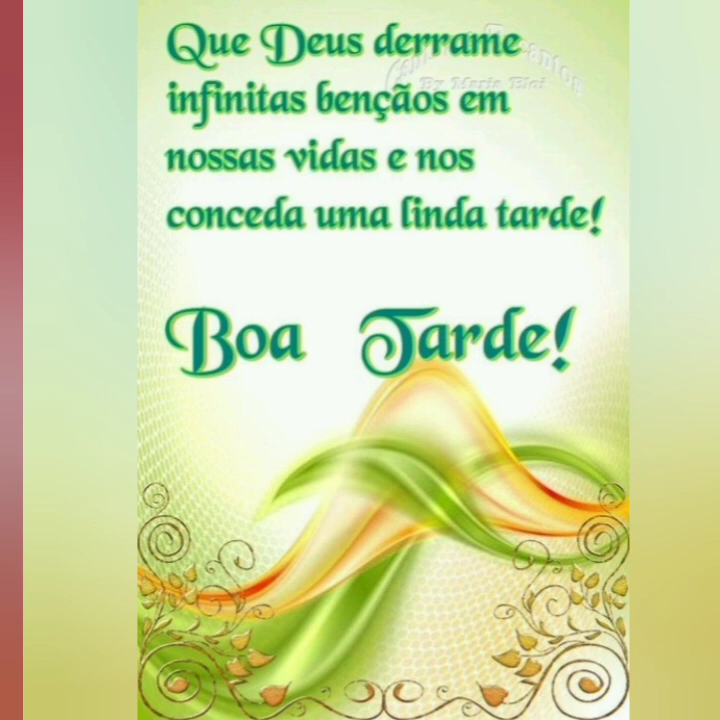 Que Deus derrame
infinitas bençãos em
nossas vidas e nos
conceda uma linda tarde!
Boa Tarde!